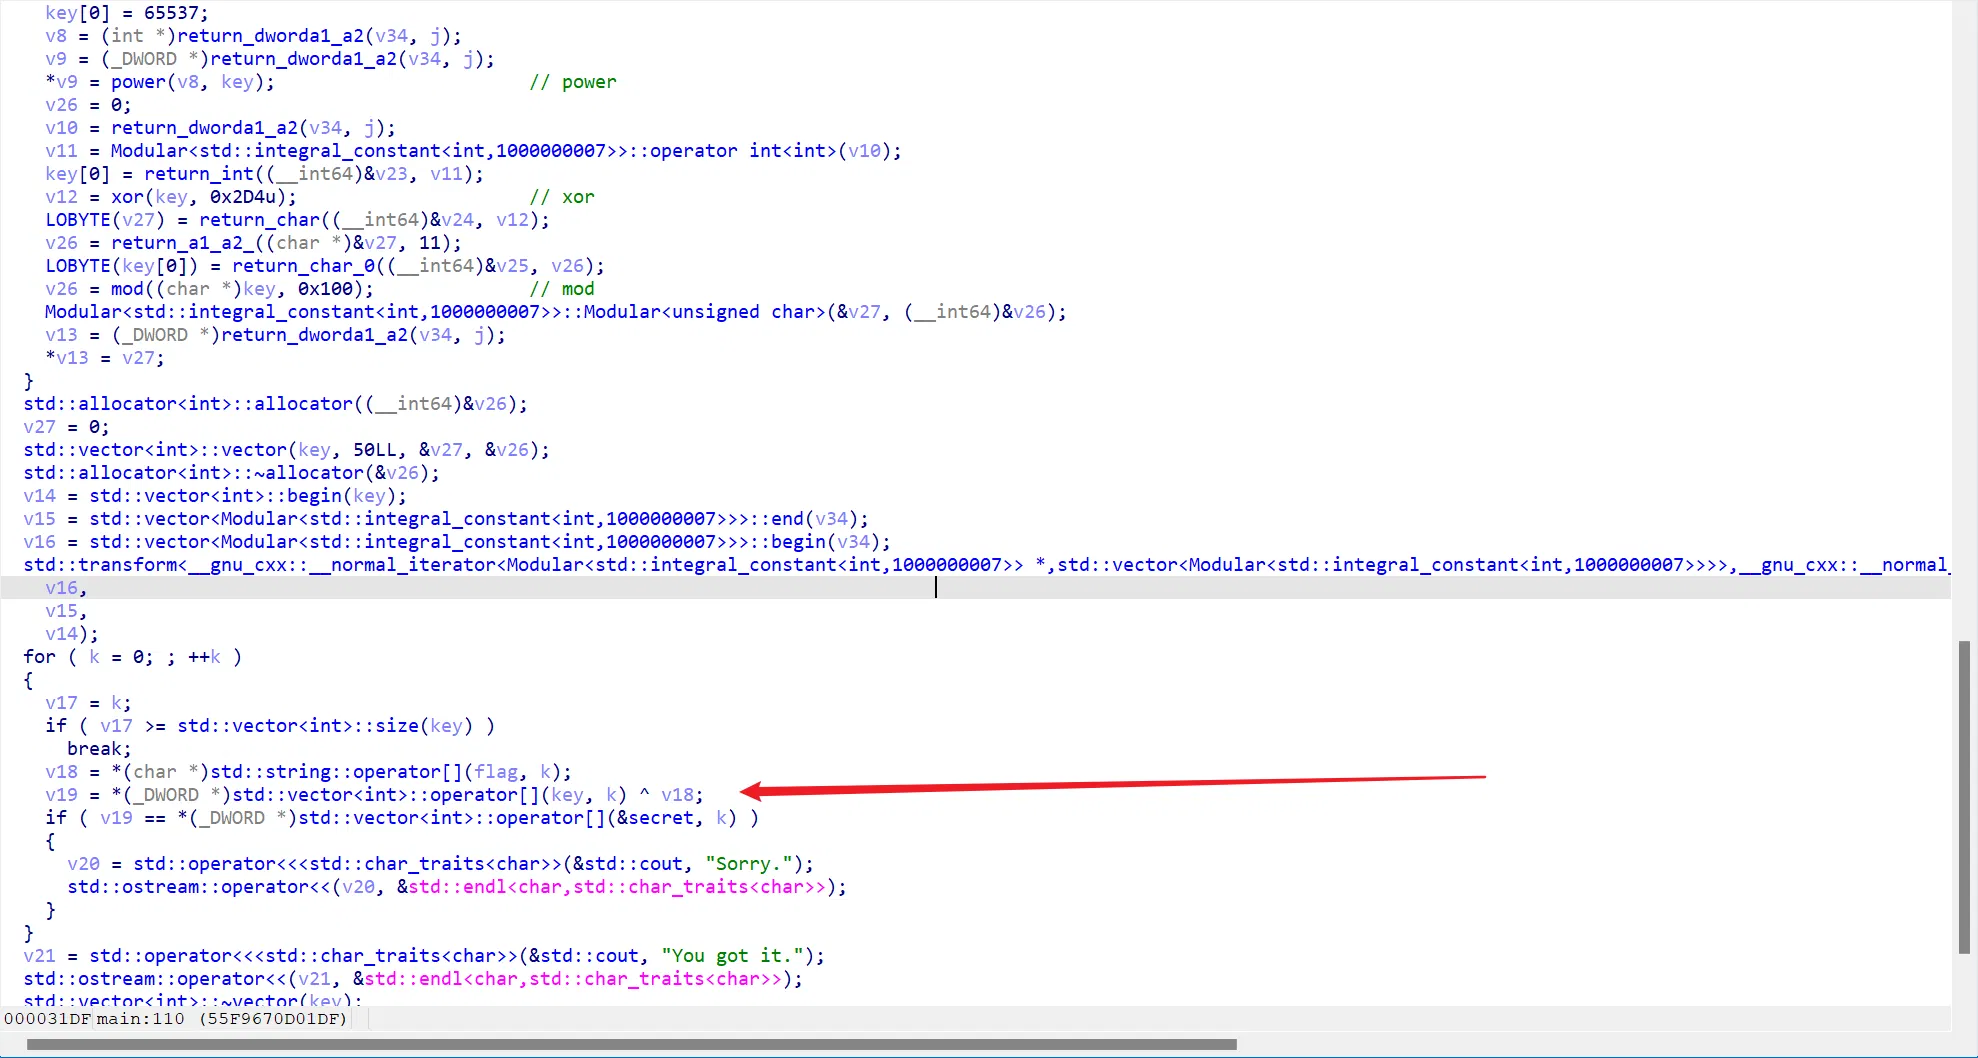 key[0] = 65537;
v8 = (int *)return_dworda1_a2(v34, j);
v9 = (_DWORD *)return_dworda1_a2(v34, j);
*v9 = power(v8, key); // power
v26 = 0;
v10 = return_dworda1_a2(v34, j);
v11 = Modular<std::integral_constant<int,1000000007>>::operator int<int>(v10);
key[0] = return_int((__int64)&v23, v11);
v12 = xor(key, 0x2D4u); // xor
LOBYTE(v27) = return_char((__int64)&v24, v12);
v26 = return_a1_a2_((char *)&v27, 11);
LOBYTE(key[0]) = return_char_0((__int64)&v25, v26);
v26 = mod((char *)key, 0x100); // mod
Modular<std::integral_constant<int,1000000007>>::Modular<unsigned char>(&v27, (__int64)&v26);
v13 = (_DWORD *)return_dworda1_a2(v34, j);
*v13 = v27;
}
std::allocator<int>::allocator((__int64)&v26);
v27 = 0;
std::vector<int>::vector(key, 50LL, &v27, &v26);
std::allocator<int>::~allocator(&v26);
v14 = std::vector<int>::begin(key);
v15 = std::vector<Modular<std::integral_constant<int,1000000007>>>::end(v34);
v16 = std::vector<Modular<std::integral_constant<int,1000000007>>>::begin(v34);
std::transform<__gnu_cxx::__normal_iterator<Modular<std::integral_constant<int,1000000007>> *,std::vector<Modular<std::integral_constant<int,1000000007>>>>,__gnu_cxx::__normal_
v16,
v15,
v14);
for ( k = 0; ; ++k )
{
v17 = k;
if ( v17 >= std::vector<int>::size(key) )
break;
v18 = *(char *)std::string::operator[](flag, k);
v19 = *(_DWORD *)std::vector<int>::operator[](key, k) ^ v18;
if ( v19 == *(_DWORD *)std::vector<int>::operator[](&secret, k) )
{
v20 = std::operator<<<std::char_traits<char>>(&std::cout, "Sorry.");
std::ostream::operator<<(v20, &std::endl<char,std::char_traits<char>>);
}
}
v21 = std::operator<<<std::char_traits<char>>(&std::cout, "You got it.");
std::ostream::operator<<(v21, &std::endl<char,std::char_traits<char>>);
std::vector<int>::~vector(key);
000031DF main:110 (55F9670D01DF)